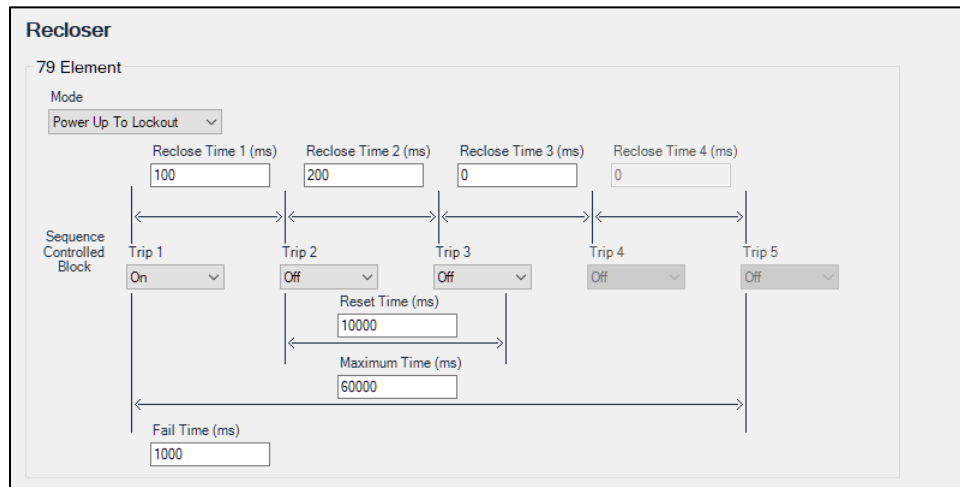 Recloser
79 Element
Mode
Power Up To Lockout
Reclose Time 1 (ms) Reclose Time 2 (ms) Reclose Time 3 (ms) Reclose Time 4 (ms)
100 200 0 0
Sequence
Controlled
Block
Trip 1 Trip 2 Trip 3 Trip 4 Trip 5
On Off Off Off Off
Reset Time (ms)
10000
Maximum Time (ms)
60000
Fail Time (ms)
1000